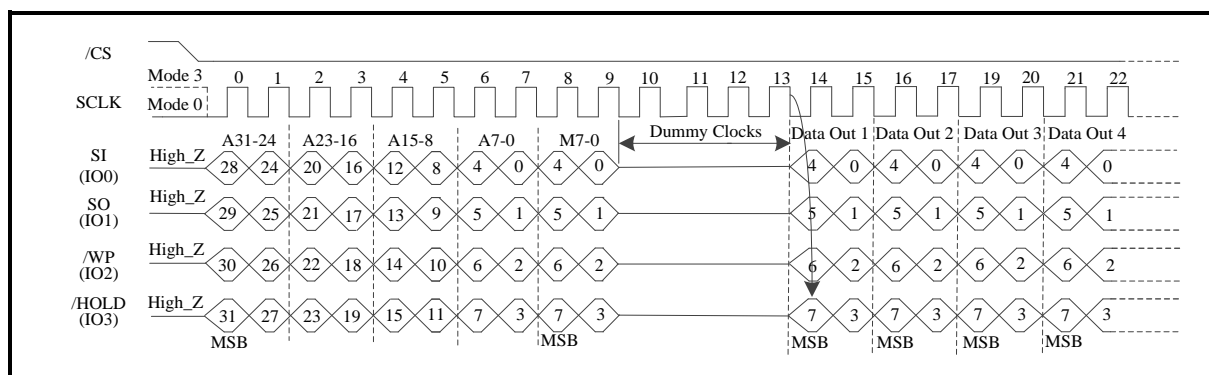 /CS
Mode 3 0 1 2 3 4 5 6 7 8 9 10 11 12 13 14 15 16 17 19 20 21 22
SCLK Mode 0
A31-24 A23-16 A15-8 A7-0 M7-0 Dummy Clocks Data Out 1 Data Out 2 Data Out 3 Data Out 4
SI (IO0) High_Z 28 24 20 16 12 8 4 0 4 0 4 0 4 0 4 0 4 0
SO (IO1) High_Z 29 25 21 17 13 9 5 1 5 1 5 1 5 1 5 1 5 1
/WP (IO2) High_Z 30 26 22 18 14 10 6 2 6 2 6 2 6 2 6 2 6 2
/HOLD (IO3) High_Z 31 27 23 19 15 11 7 3 7 3 7 3 7 3 7 3 7 3
MSB MSB MSB MSB MSB MSB